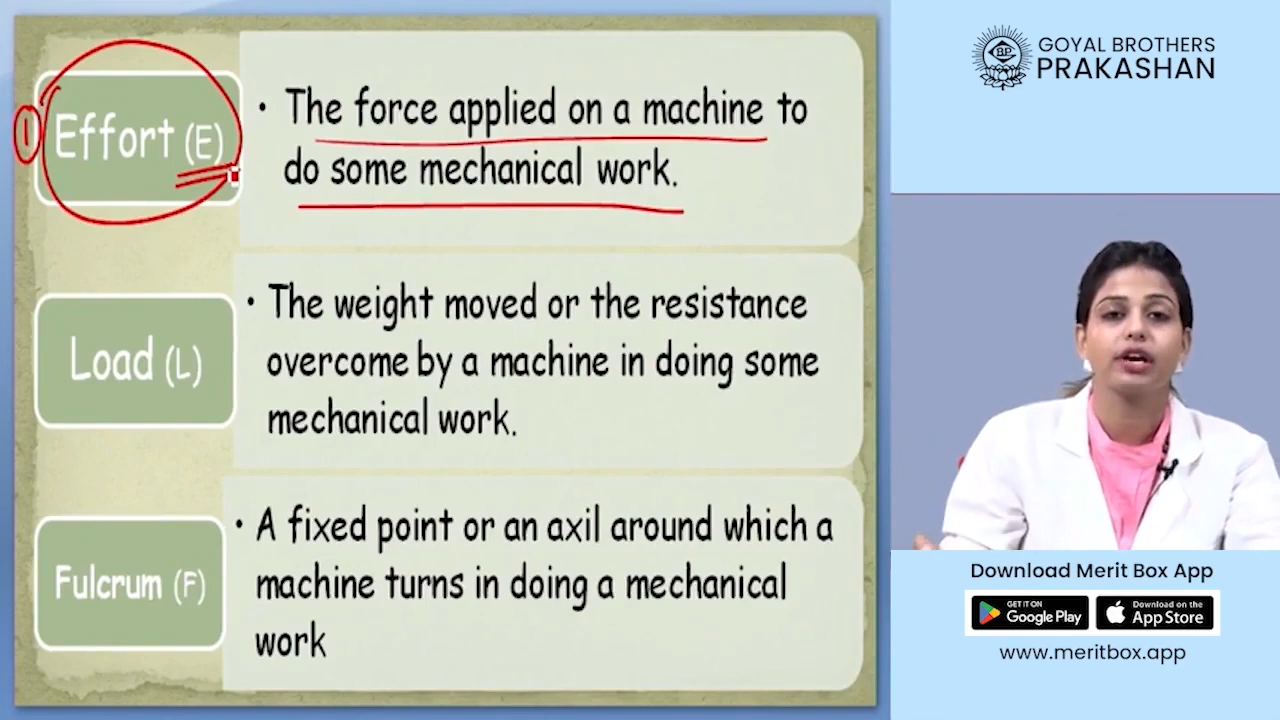 GOYAL BROTHERS
PRAKASHAN
1
Effort (E)
• The force applied on a machine to
do some mechanical work.
Load (L)
• The weight moved or the resistance
overcome by a machine in doing some
mechanical work.
Fulcrum (F)
• A fixed point or an axil around which a
machine turns in doing a mechanical
work
Download Merit Box App
GET IT ON
Google Play
Download on the
App Store
www.meritbox.app